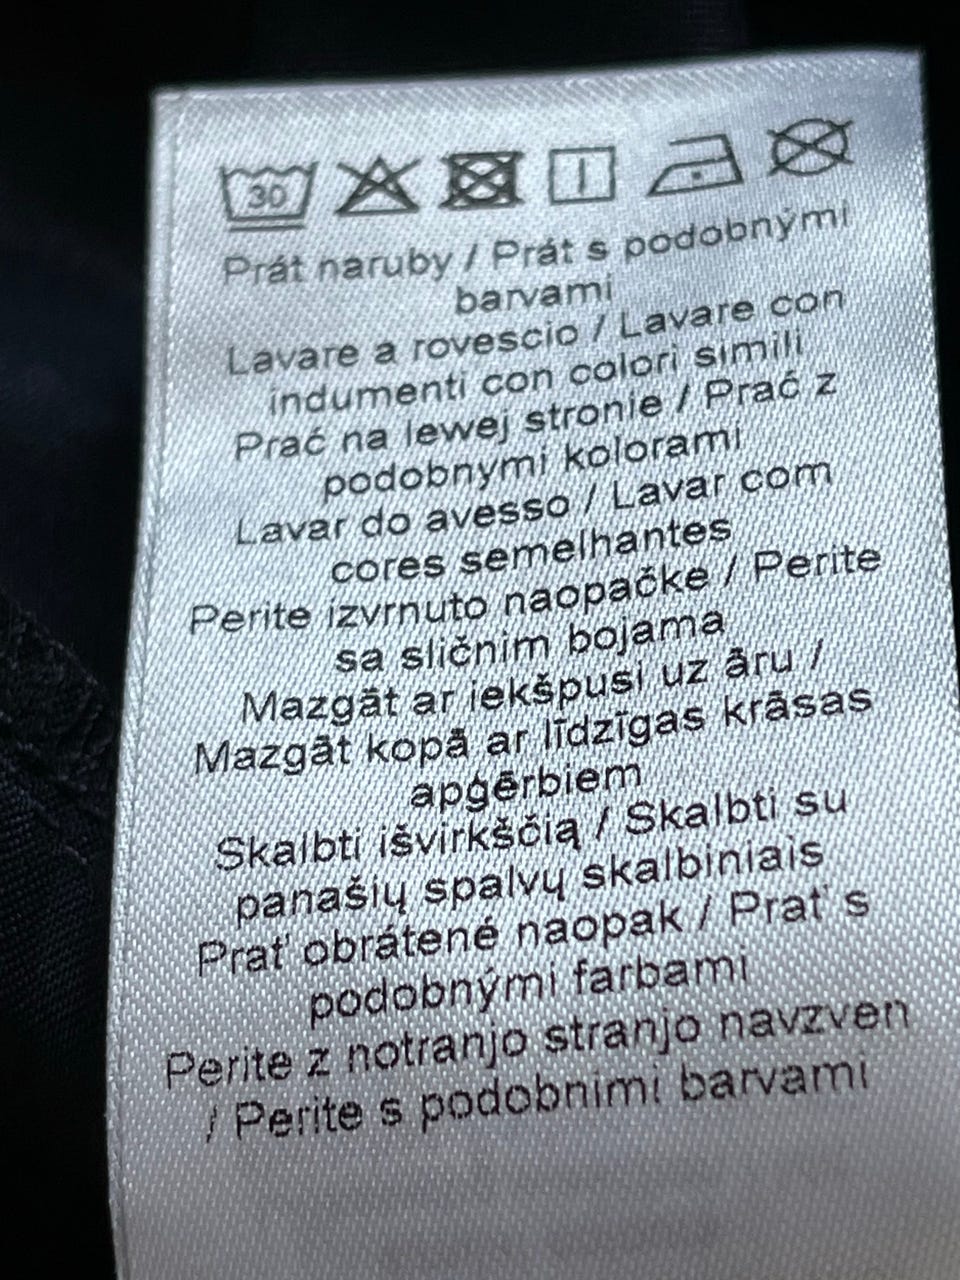 30
Prát naruby / Prát s podobnými
barvami
Lavare a rovescio / Lavare con
indumenti con colori simili
Prać na lewej stronie / Prać z
podobnymi kolorami
Lavar do avesso / Lavar com
cores semelhantes
Perite izvrnuto naopačke / Perite
sa sličnim bojama
Mazgāt ar iekšpusi uz āru /
Mazgāt kopā ar līdzīgas krāsas
apģērbiem
Skalbti išvirkščią / Skalbti su
panašių spalvų skalbiniais
Prať obrátené naopak / Prať s
podobnými farbami
Perite z notranjo stranjo navzven
/ Perite s podobnimi barvami